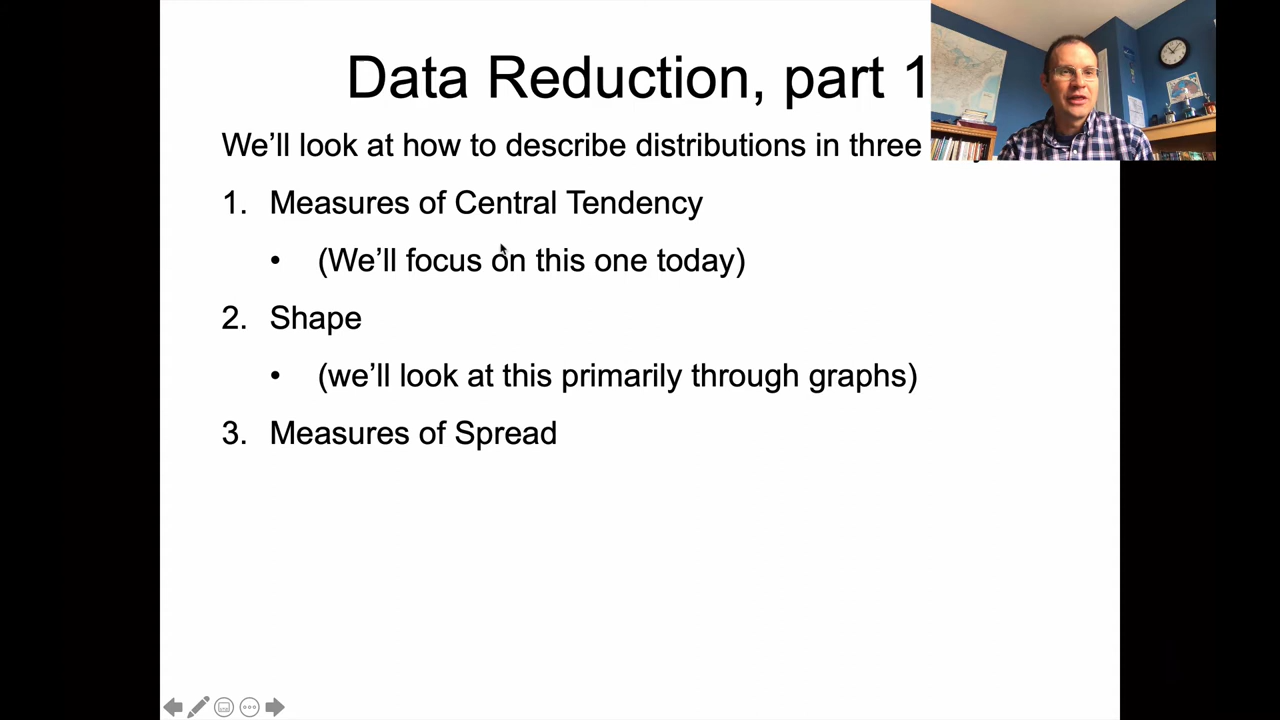 Data Reduction, part 1
We’ll look at how to describe distributions in three
1. Measures of Central Tendency
• (We’ll focus on this one today)
2. Shape
• (we’ll look at this primarily through graphs)
3. Measures of Spread